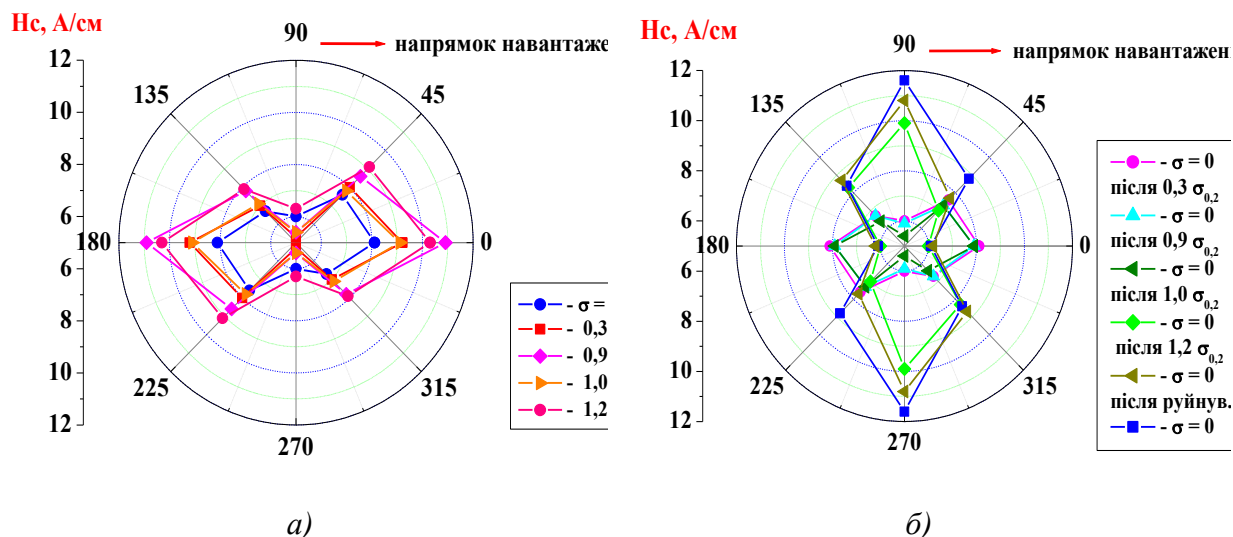 Нс, А/см
90
напрямок навантаже
12
10
8
6
180
6
8
10
12
135
45
0
225
315
270
- σ =
- 0,3
- 0,9
- 1,0
- 1,2
а)
Нс, А/см
90
напрямок навантажен
12
10
8
6
180
6
8
10
12
135
45
0
225
315
270
- σ = 0
після 0,3 σ0,2
- σ = 0
після 0,9 σ0,2
- σ = 0
після 1,0 σ0,2
- σ = 0
після 1,2 σ0,2
- σ = 0
після руйнув.
- σ = 0
б)